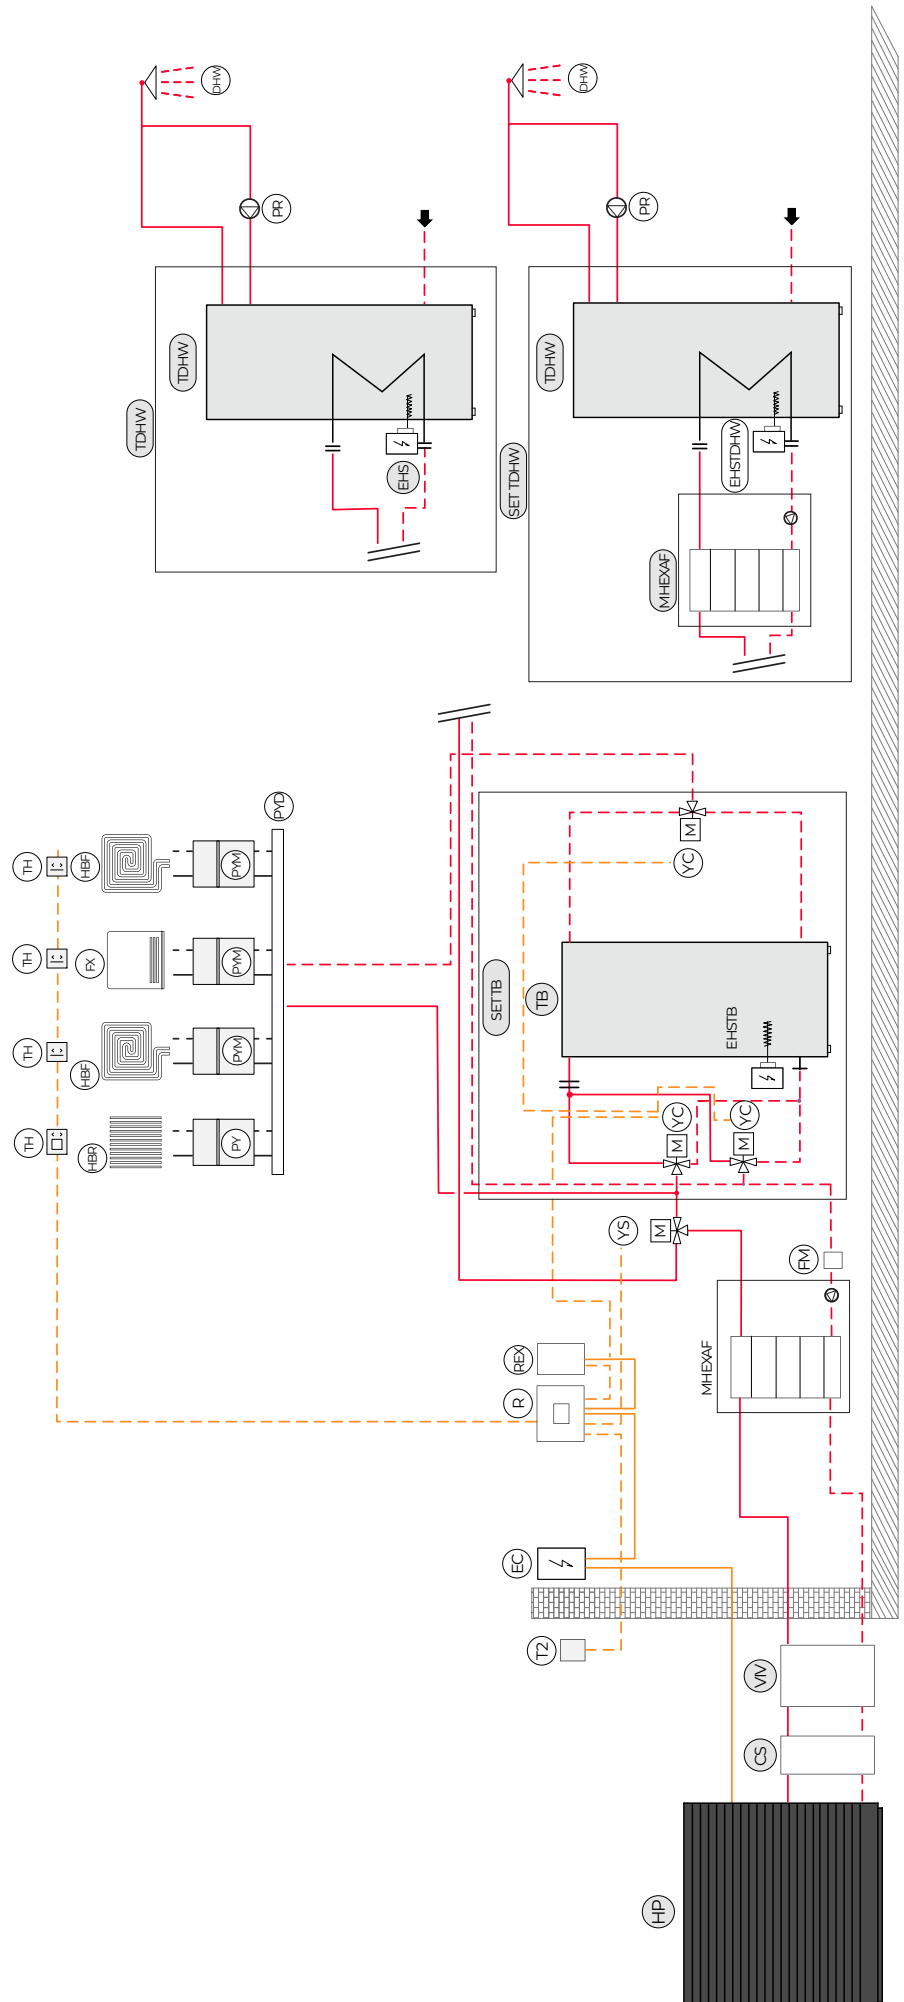 DHW
DHW
PR
PR
TDHW
TDHW
TDHW
SET TDHW
EHS
EHSTDHW
MHEXAF
PYD
TH
HBF
PYM
TH
FX
PYM
TH
HBF
PYM
TH
HBR
PY
M
YC
SET TB
TB
EHSTB
YC
M
YC
M
YS
M
FM
MHEXAF
REX
R
EC
T2
VIV
CS
HP